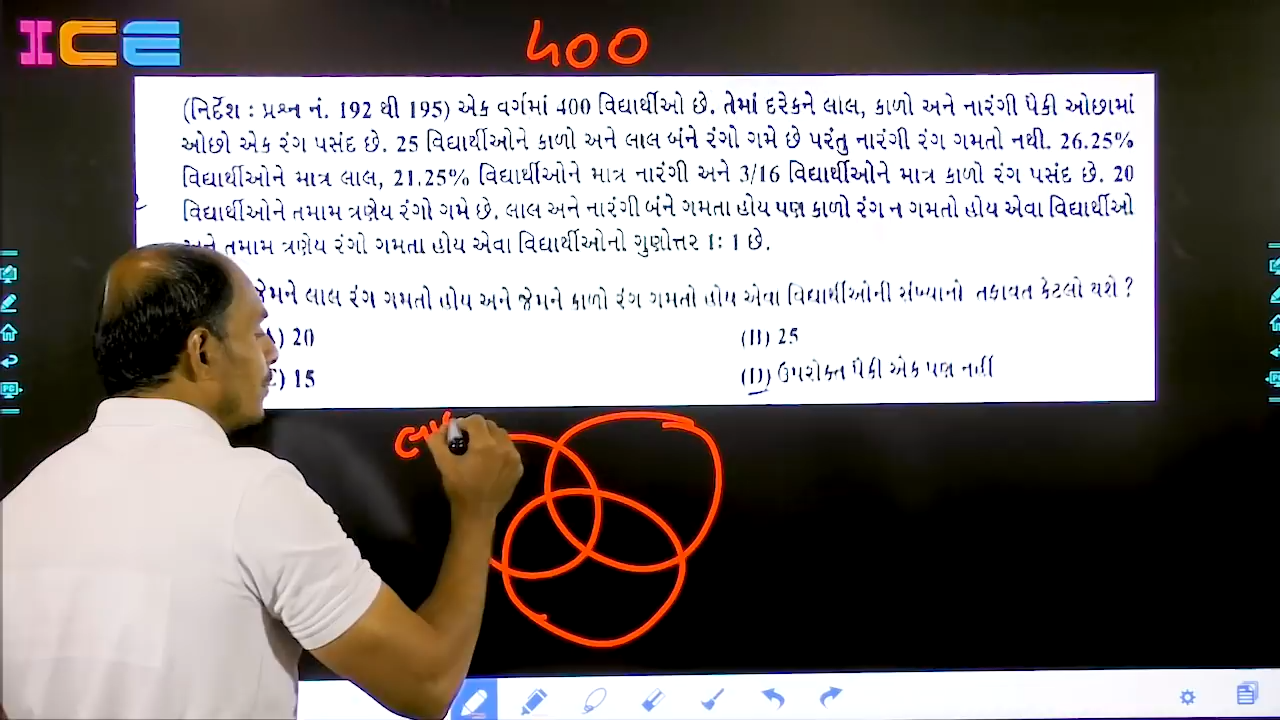 ICE
400
(નિર્દેશ : પ્રશ્ન નં. 192 થી 195) એક વર્ગમાં 400 વિદ્યાર્થીઓ છે. તેમાં દરેકને લાલ, કાળો અને નારંગી પૈકી ઓછામાં
ઓછો એક રંગ પસંદ છે. 25 વિદ્યાર્થીઓને કાળો અને લાલ બંને રંગો ગમે છે પરંતુ નારંગી રંગ ગમતો નથી. 26.25%
વિદ્યાર્થીઓને માત્ર લાલ, 21.25% વિદ્યાર્થીઓને માત્ર નારંગી અને 3/16 વિદ્યાર્થીઓને માત્ર કાળો રંગ પસંદ છે. 20
વિદ્યાર્થીઓને તમામ ત્રણેય રંગો ગમે છે. લાલ અને નારંગી બંને ગમતા હોય પણ કાળો રંગ ન ગમતો હોય એવા વિદ્યાર્થીઓ
અને તમામ ત્રણેય રંગો ગમતા હોય એવા વિદ્યાર્થીઓનો ગુણોત્તર 1: 1 છે.
જેમને લાલ રંગ ગમતો હોય અને જેમને કાળો રંગ ગમતો હોય એવા વિદ્યાર્થીઓની સંખ્યાનો તફાવત કેટલો થશે ?
) 20 (B) 25
) 15 (D) ઉપરોક્ત પૈકી એક પણ નહીં